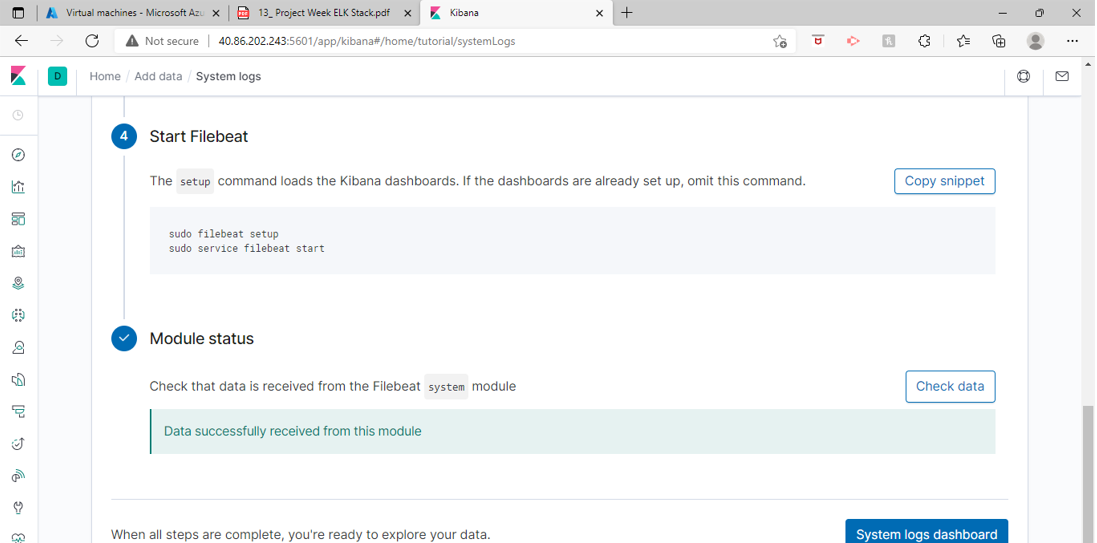 Virtual machines - Microsoft Azu
13_ Project Week ELK Stack.pdf
Kibana
Not secure
40.86.202.243:5601/app/kibana#/home/tutorial/systemLogs
D
Home / Add data / System logs
4
Start Filebeat
The setup command loads the Kibana dashboards. If the dashboards are already set up, omit this command.
Copy snippet
sudo filebeat setup
sudo service filebeat start
Module status
Check that data is received from the Filebeat system module
Check data
Data successfully received from this module
When all steps are complete, you're ready to explore your data.
System logs dashboard